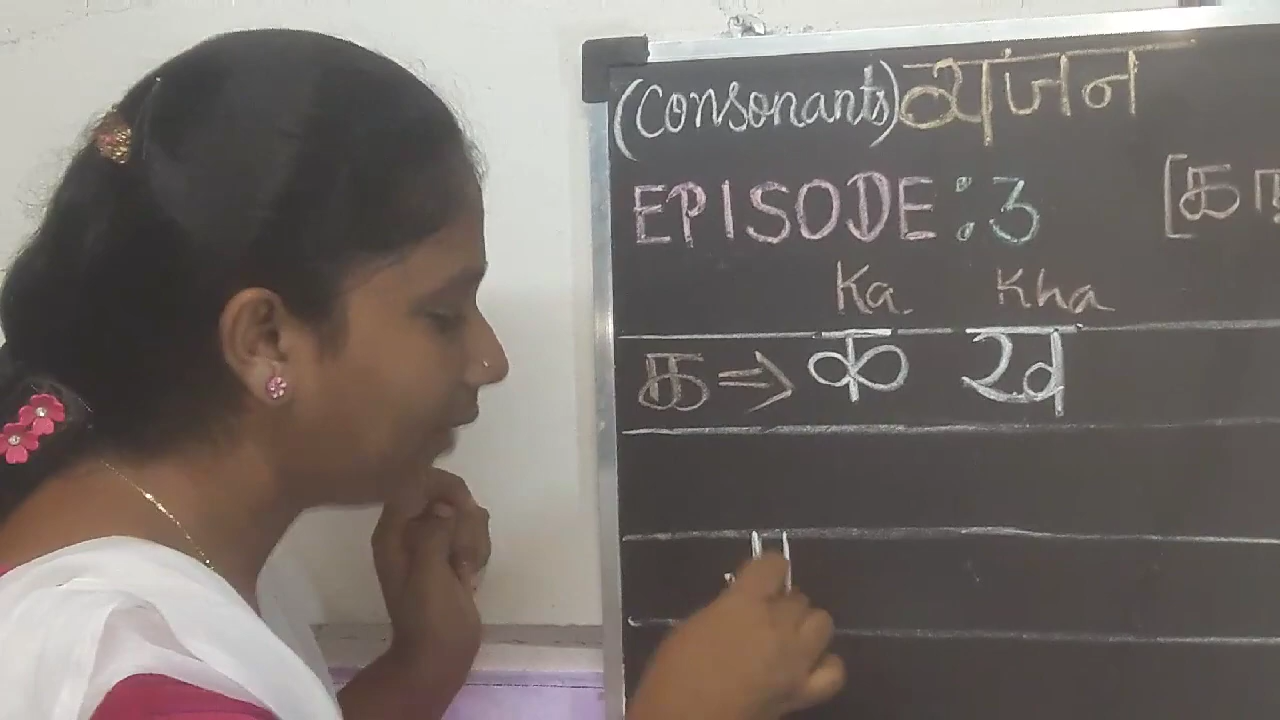 (Consonants) व्यंजन
EPISODE :3
[க
Ka Kha
க => क ख